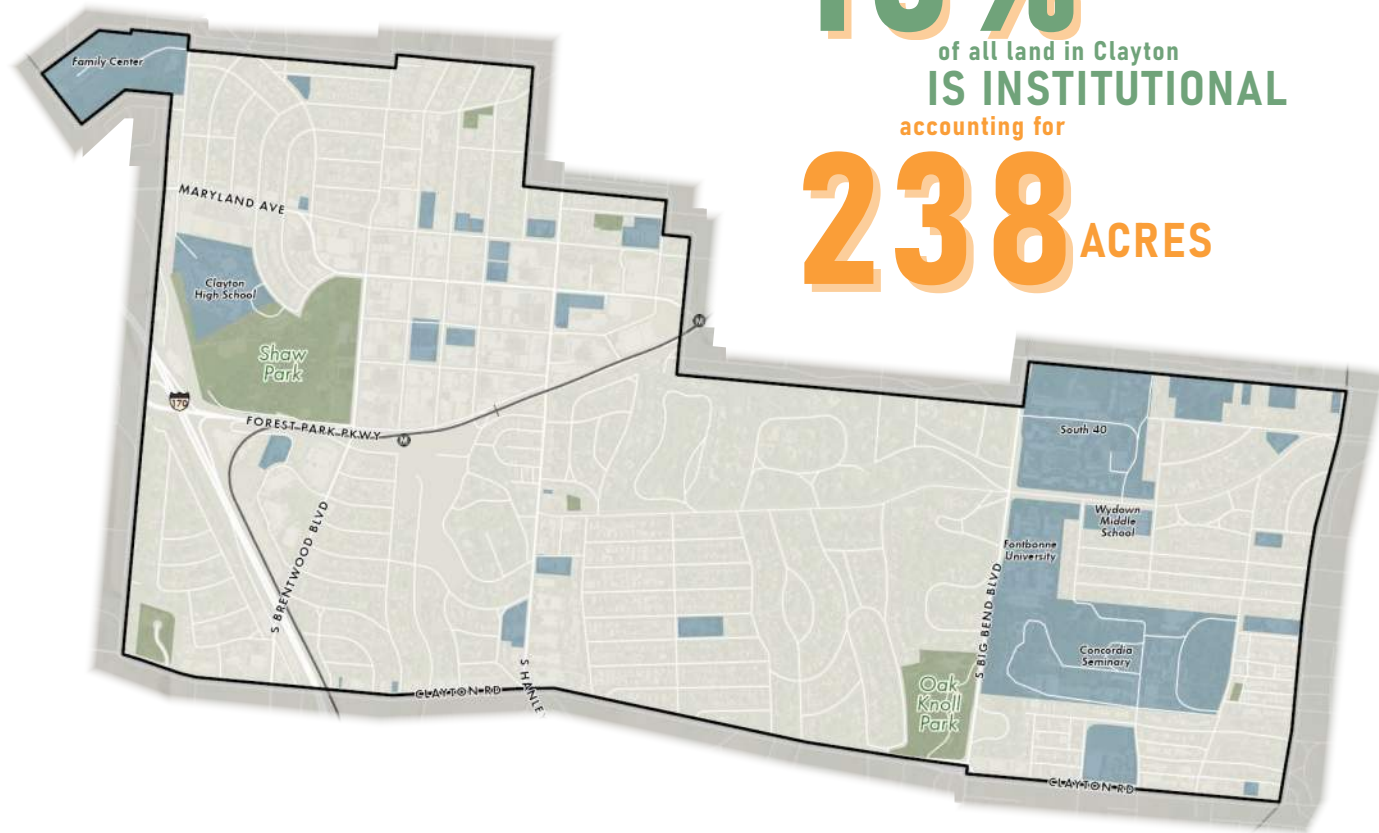 of all land in Clayton
IS INSTITUTIONAL
accounting for
238 ACRES
Family Center
MARYLAND AVE
Clayton
High School
Shaw
Park
M
170
FOREST PARK PKWY
M
S BRENTWOOD BLVD
South 40
Wydown
Middle
School
Fontbonne
University
S BIG BEND BLVD
Concordia
Seminary
Oak
Knoll
Park
S HANLEY
CLAYTON RD
CLAYTON RD